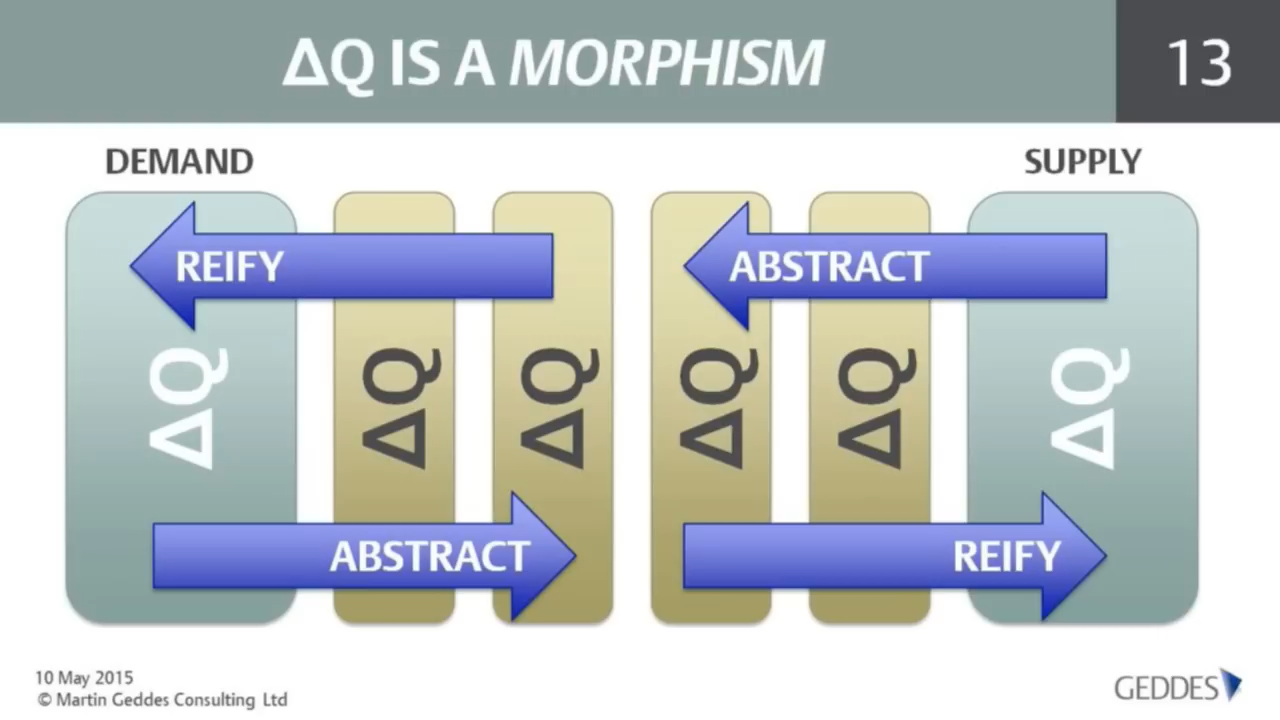 ΔQ IS A MORPHISM
13
DEMAND
SUPPLY
REIFY
ABSTRACT
ΔQ
ΔQ
ΔQ
ΔQ
ΔQ
ΔQ
ABSTRACT
REIFY
10 May 2015
© Martin Geddes Consulting Ltd
GEDDES